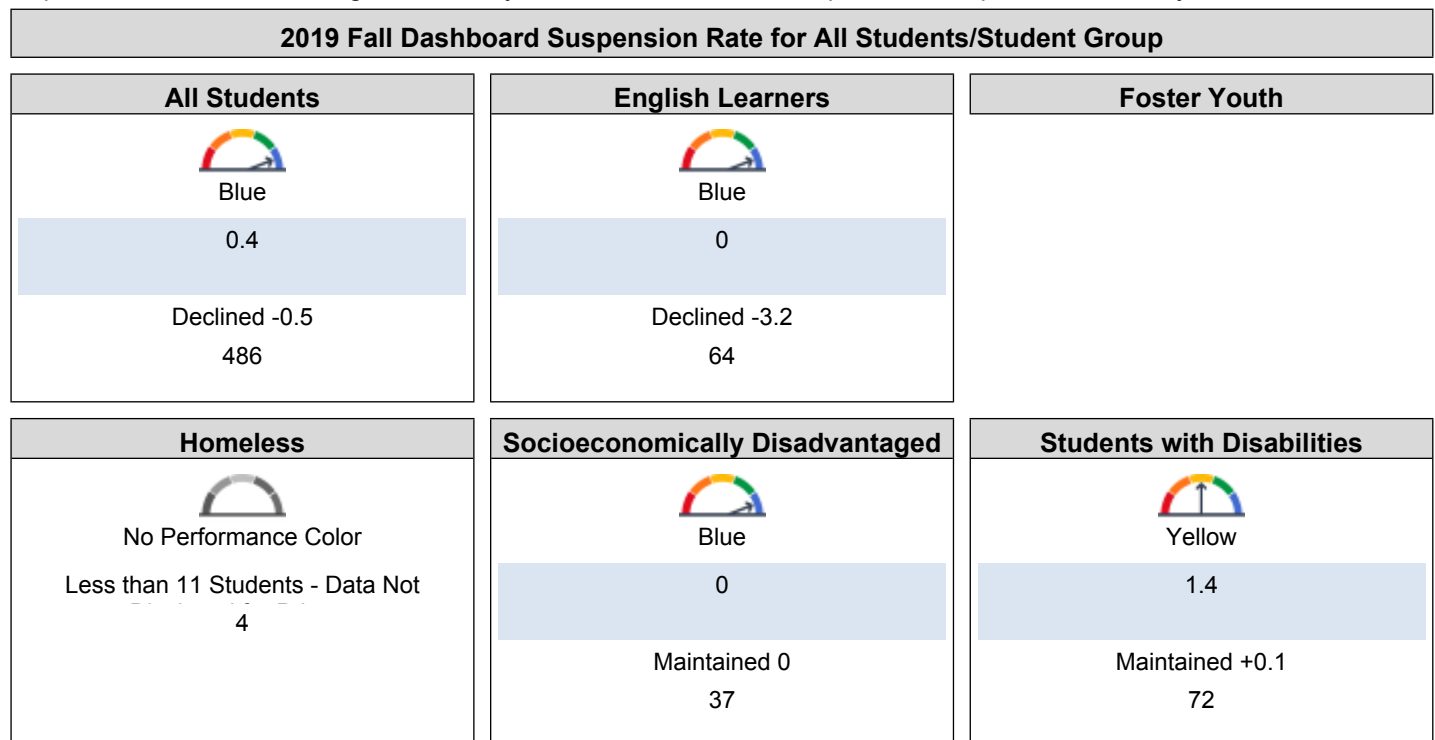 2019 Fall Dashboard Suspension Rate for All Students/Student Group
All Students
Blue
0.4
Declined -0.5
486
English Learners
Blue
0
Declined -3.2
64
Foster Youth
Homeless
No Performance Color
Less than 11 Students - Data Not
4
Socioeconomically Disadvantaged
Blue
0
Maintained 0
37
Students with Disabilities
Yellow
1.4
Maintained +0.1
72